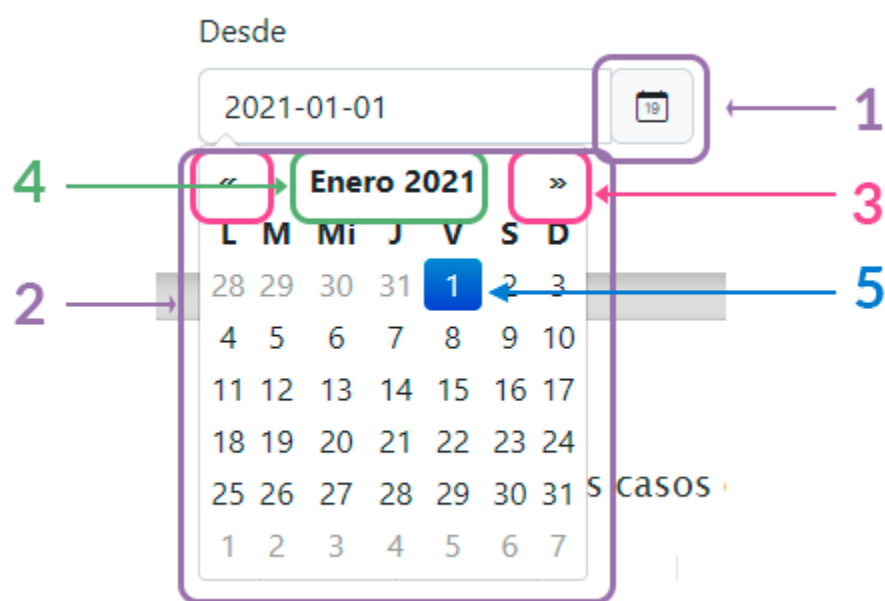 Desde
2021-01-01 19 1
4 « Enero 2021 » 3
L M Mi J V S D
28 29 30 31 1 2 3 5
2
4 5 6 7 8 9 10
11 12 13 14 15 16 17
18 19 20 21 22 23 24
25 26 27 28 29 30 31 s casos
1 2 3 4 5 6 7